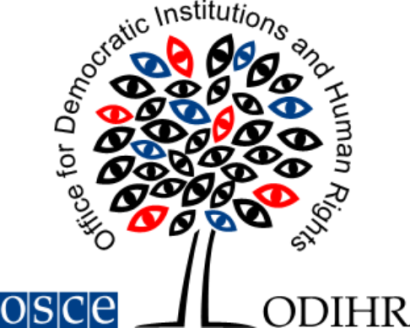 Office for Democratic Institutions and Human Rights
OSCE
ODIHR